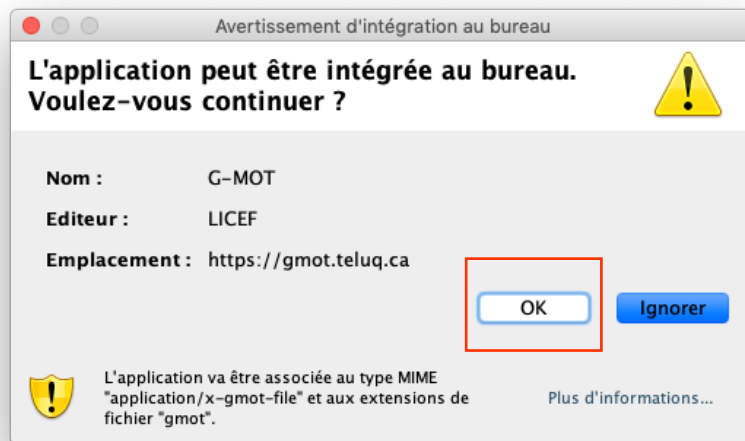 Avertissement d'intégration au bureau
L'application peut être intégrée au bureau.
Voulez-vous continuer ?
Nom : G-MOT
Editeur : LICEF
Emplacement : https://gmot.teluq.ca
OK Ignorer
L'application va être associée au type MIME
"application/x-gmot-file" et aux extensions de
fichier "gmot".
Plus d'informations...